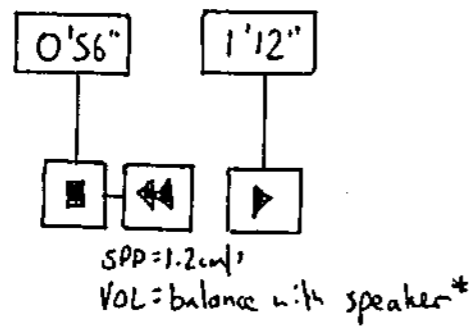 0'56" 1'12"
SPD=1.2cm/s
VOL=balance with speaker*